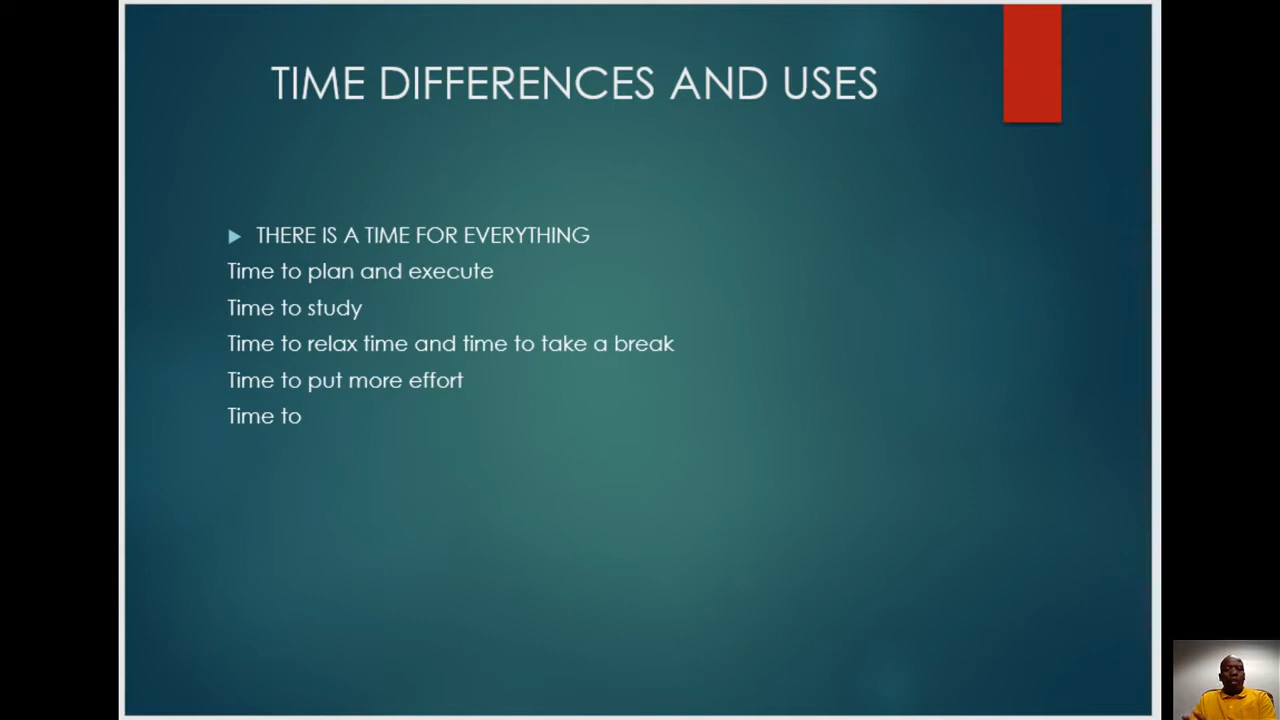 TIME DIFFERENCES AND USES
THERE IS A TIME FOR EVERYTHING
Time to plan and execute
Time to study
Time to relax time and time to take a break
Time to put more effort
Time to